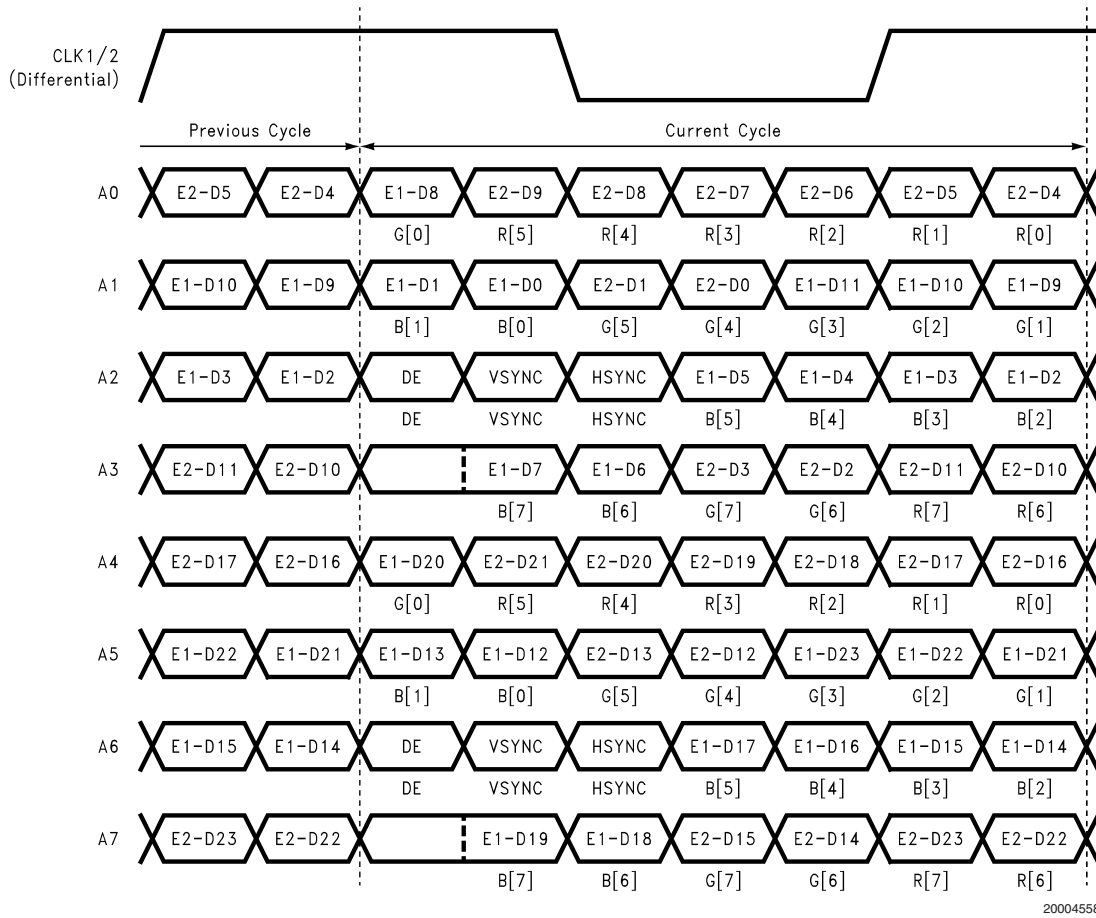 CLK1/2
(Differential)
Previous Cycle Current Cycle
A0 E2-D5 E2-D4 E1-D8 E2-D9 E2-D8 E2-D7 E2-D6 E2-D5 E2-D4
G[0] R[5] R[4] R[3] R[2] R[1] R[0]
A1 E1-D10 E1-D9 E1-D1 E1-D0 E2-D1 E2-D0 E1-D11 E1-D10 E1-D9
B[1] B[0] G[5] G[4] G[3] G[2] G[1]
A2 E1-D3 E1-D2 DE VSYNC HSYNC E1-D5 E1-D4 E1-D3 E1-D2
DE VSYNC HSYNC B[5] B[4] B[3] B[2]
A3 E2-D11 E2-D10 E1-D7 E1-D6 E2-D3 E2-D2 E2-D11 E2-D10
B[7] B[6] G[7] G[6] R[7] R[6]
A4 E2-D17 E2-D16 E1-D20 E2-D21 E2-D20 E2-D19 E2-D18 E2-D17 E2-D16
G[0] R[5] R[4] R[3] R[2] R[1] R[0]
A5 E1-D22 E1-D21 E1-D13 E1-D12 E2-D13 E2-D12 E1-D23 E1-D22 E1-D21
B[1] B[0] G[5] G[4] G[3] G[2] G[1]
A6 E1-D15 E1-D14 DE VSYNC HSYNC E1-D17 E1-D16 E1-D15 E1-D14
DE VSYNC HSYNC B[5] B[4] B[3] B[2]
A7 E2-D23 E2-D22 E1-D19 E1-D18 E2-D15 E2-D14 E2-D23 E2-D22
B[7] B[6] G[7] G[6] R[7] R[6]
20004558